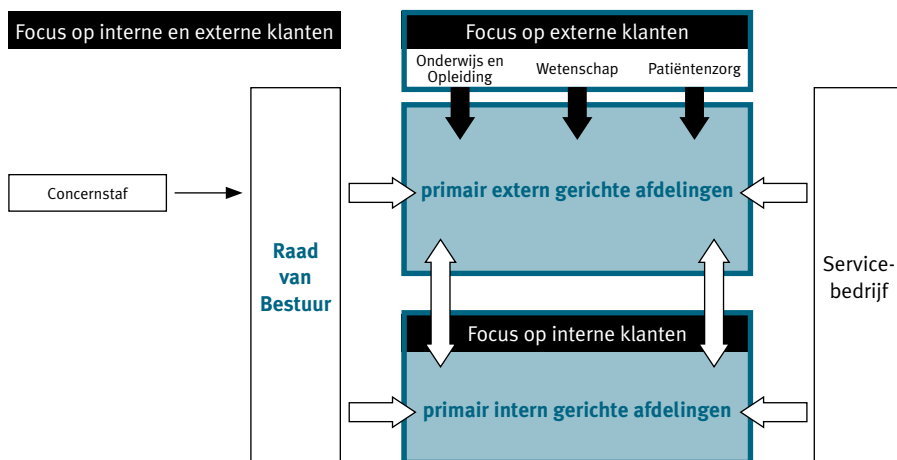 Focus op interne en externe klanten
Focus op externe klanten
Onderwijs en
Opleiding
Wetenschap
Patiëntenzorg
Concernstaf
primair extern gerichte afdelingen
Raad
van
Bestuur
Service-
bedrijf
Focus op interne klanten
primair intern gerichte afdelingen